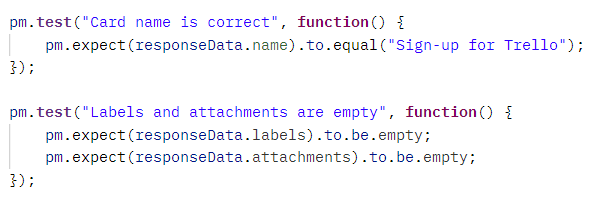 pm.test("Card name is correct", function() {
    pm.expect(responseData.name).to.equal("Sign-up for Trello");
});

pm.test("Labels and attachments are empty", function() {
    pm.expect(responseData.labels).to.be.empty;
    pm.expect(responseData.attachments).to.be.empty;
});